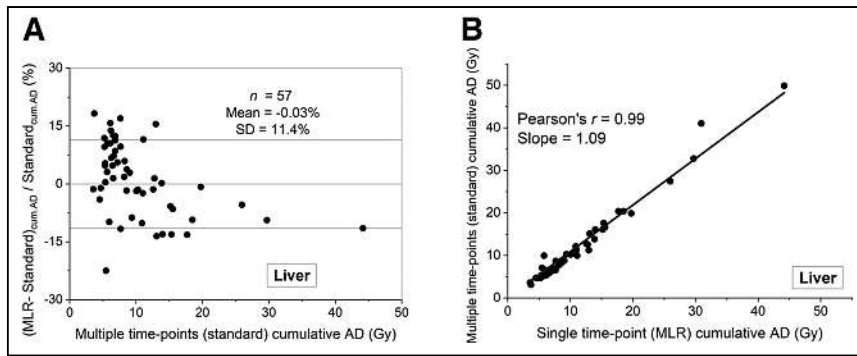 A
(MLR- Standard)cum.AD / Standardcum.AD (%)
30
15
0
-15
-30
n = 57
Mean = -0.03%
SD = 11.4%
Liver
0
10
20
30
40
50
Multiple time-points (standard) cumulative AD (Gy)
B
Multiple time-points (standard) cumulative AD (Gy)
50
40
30
20
10
0
Pearson's r = 0.99
Slope = 1.09
Liver
0
10
20
30
40
50
Single time-point (MLR) cumulative AD (Gy)